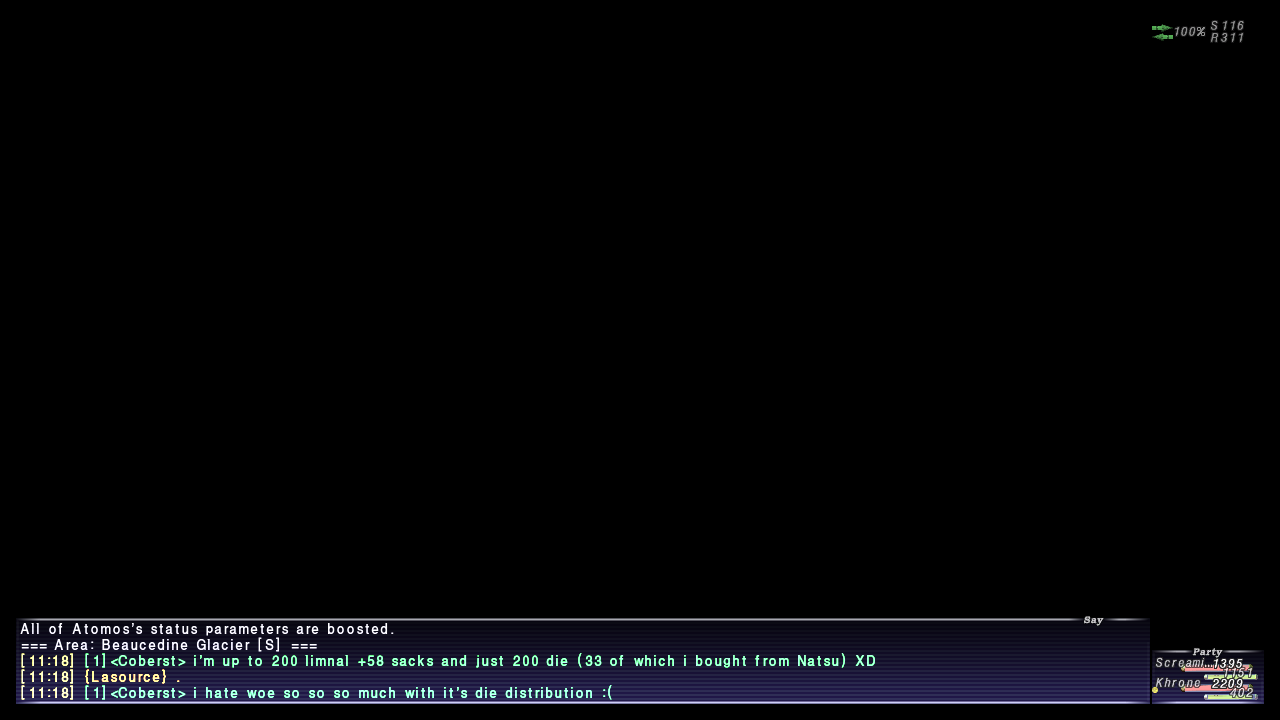 100% S 116
R 311
Say
All of Atomos's status parameters are boosted.
=== Area: Beaucedine Glacier [S] ===
[11:18] [1]<Coberst> i'm up to 200 limnal +58 sacks and just 200 die (33 of which i bought from Natsu) XD
[11:18] {Lasource} .
[11:18] [1]<Coberst> i hate woe so so so much with it's die distribution :(
Party
Screami... 1395
1151
Khrone 2209
402